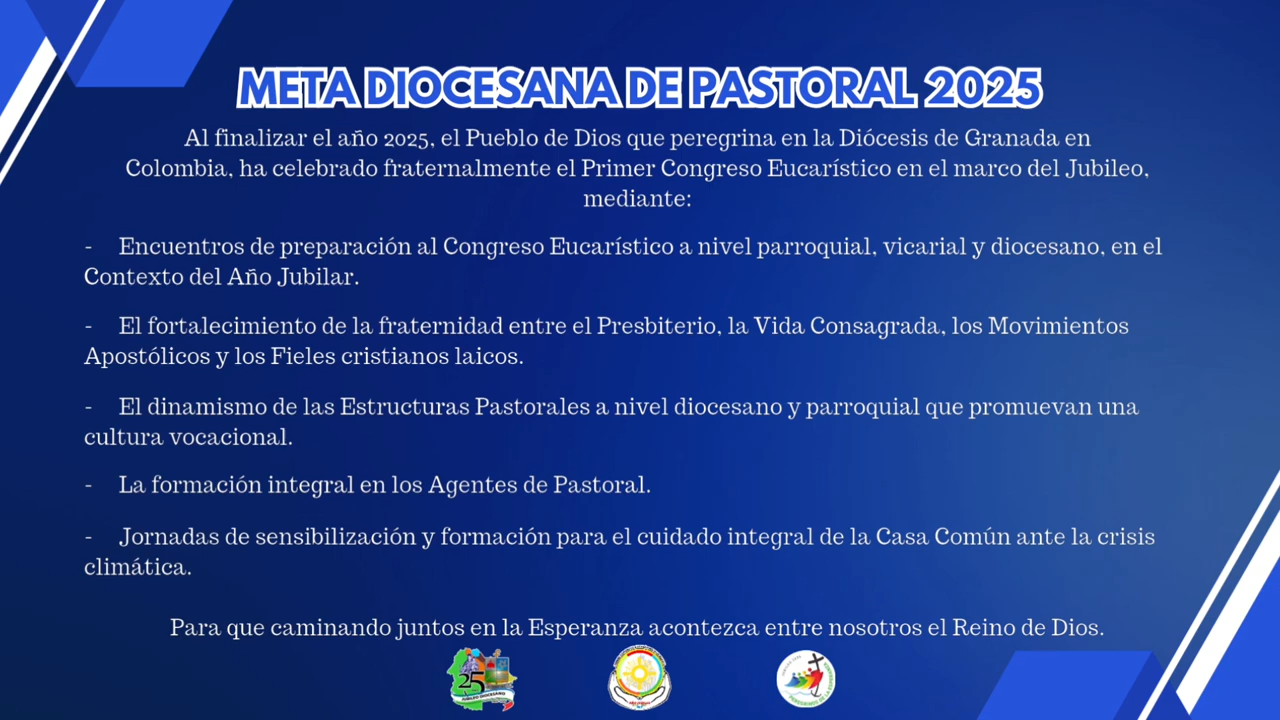 META DIOCESANA DE PASTORAL 2025
Al finalizar el año 2025, el Pueblo de Dios que peregrina en la Diócesis de Granada en
Colombia, ha celebrado fraternalmente el Primer Congreso Eucarístico en el marco del Jubileo,
mediante:
- Encuentros de preparación al Congreso Eucarístico a nivel parroquial, vicarial y diocesano, en el
Contexto del Año Jubilar.
- El fortalecimiento de la fraternidad entre el Presbiterio, la Vida Consagrada, los Movimientos
Apostólicos y los Fieles cristianos laicos.
- El dinamismo de las Estructuras Pastorales a nivel diocesano y parroquial que promuevan una
cultura vocacional.
- La formación integral en los Agentes de Pastoral.
- Jornadas de sensibilización y formación para el cuidado integral de la Casa Común ante la crisis
climática.
Para que caminando juntos en la Esperanza acontezca entre nosotros el Reino de Dios.
25
JUBILEO DIOCESANO